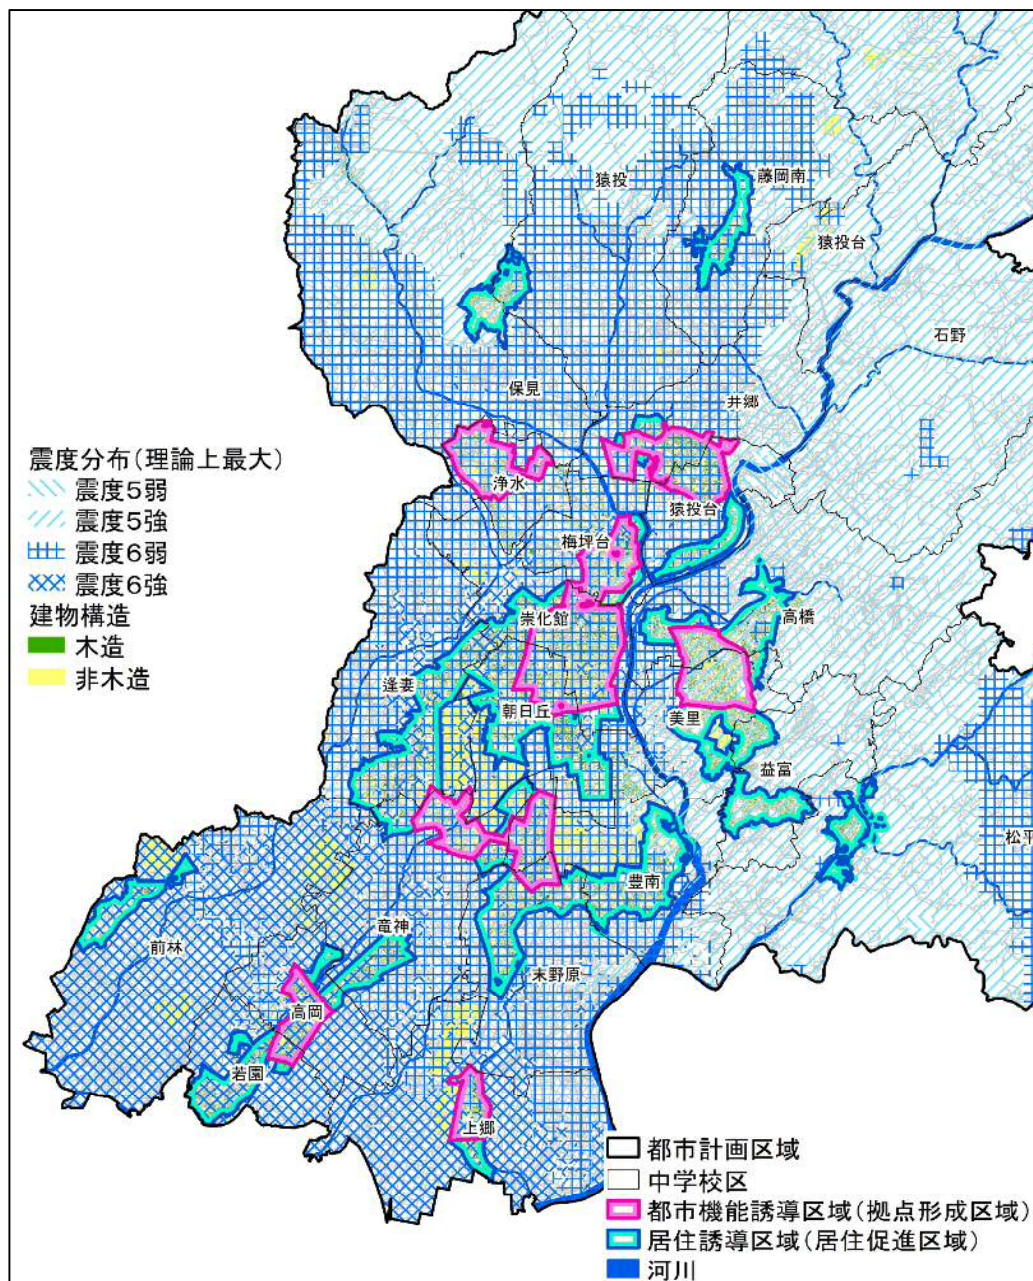 猿投
藤岡南
猿投台
石野
保見
井郷
震度分布(理論上最大)
震度5弱
震度5強
震度6弱
震度6強
建物構造
木造
非木造
浄水
猿投台
梅坪台
崇化館
高橋
逢妻
朝日丘
美里
益富
松平
豊南
竜神
前林
末野原
高岡
若園
上郷
都市計画区域
中学校区
都市機能誘導区域(拠点形成区域)
居住誘導区域(居住促進区域)
河川